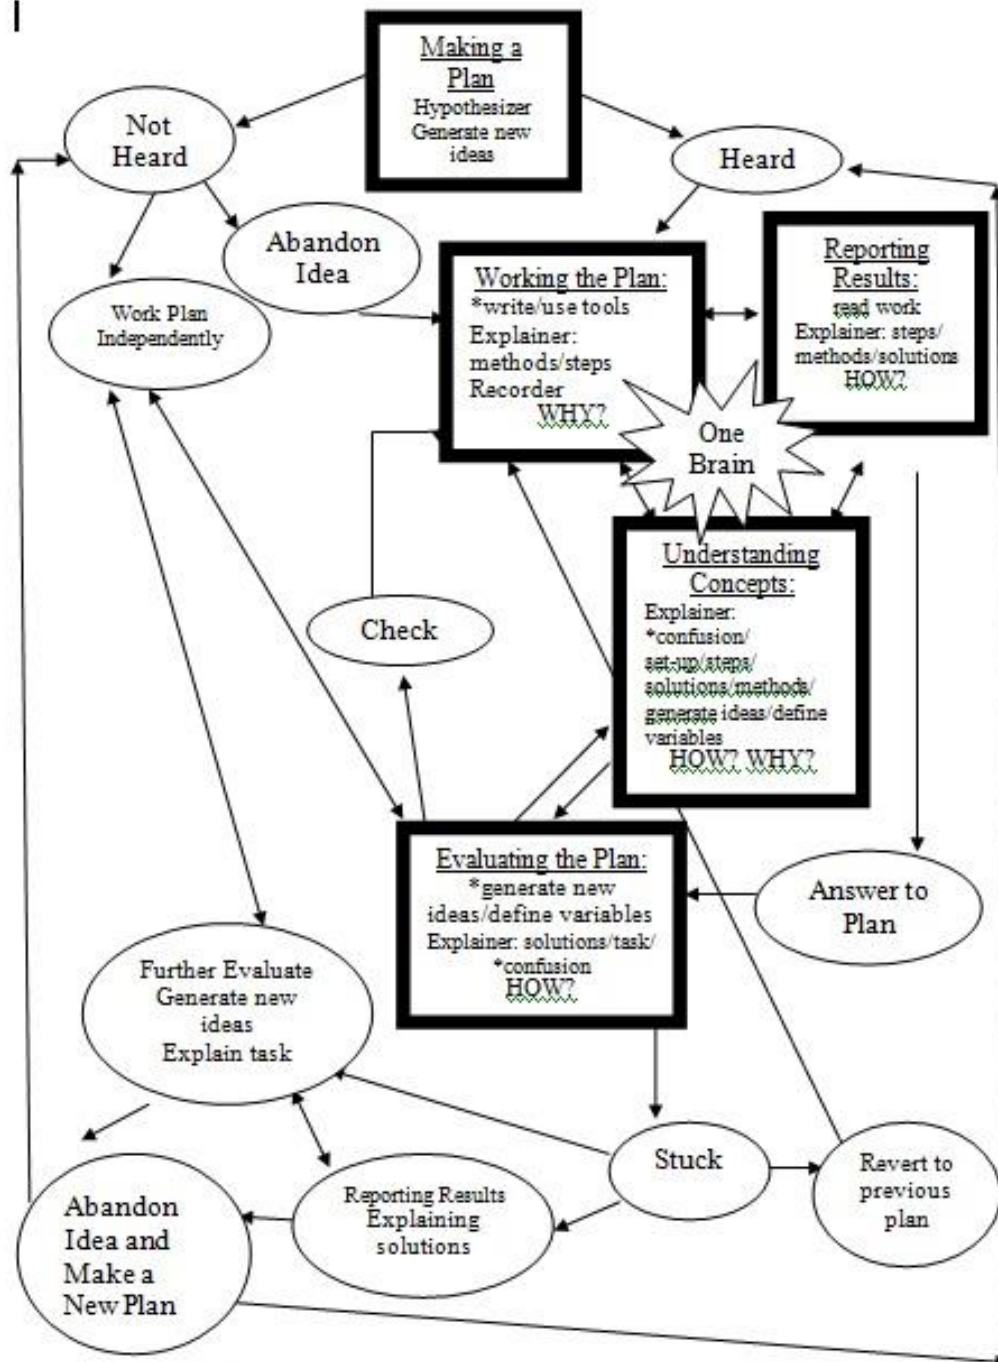 Making a
Plan
Hypothesizer
Generate new
ideas
Not
Heard
Heard
Abandon
Idea
Work Plan
Independently
Working the Plan:
*write/use tools
Explainer:
methods/steps
Recorder
WHY?
Reporting
Results:
read work
Explainer: steps/
methods/solutions
HOW?
One
Brain
Understanding
Concepts:
Explainer:
*confusion/
set-up/steps/
solutions/methods/
generate ideas/define
variables
HOW? WHY?
Check
Evaluating the Plan:
*generate new
ideas/define variables
Explainer: solutions/task/
*confusion
HOW?
Answer to
Plan
Further Evaluate
Generate new
ideas
Explain task
Stuck
Revert to
previous
plan
Reporting Results
Explaining
solutions
Abandon
Idea and
Make a
New Plan